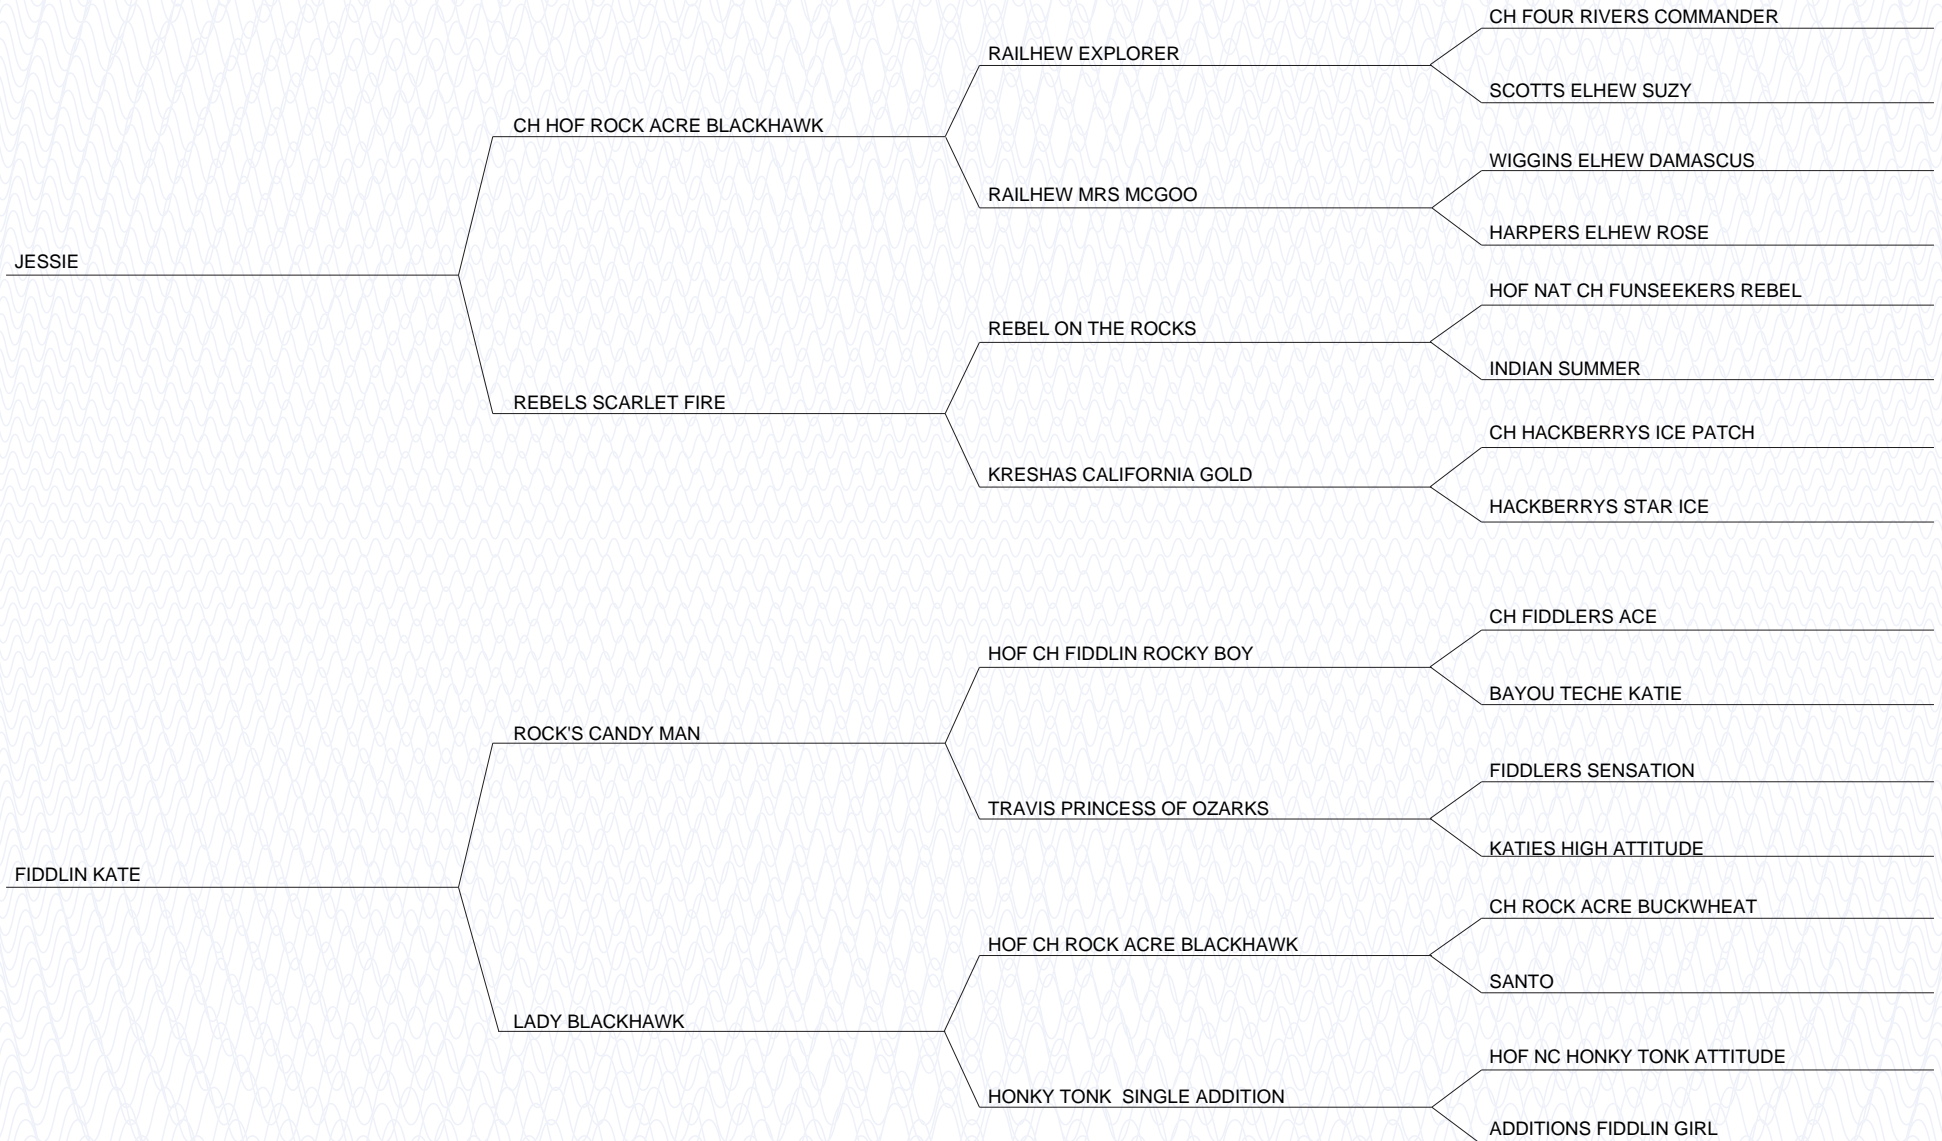 CH FOUR RIVERS COMMANDER
RAILHEW EXPLORER
SCOTTS ELHEW SUZY
CH HOF ROCK ACRE BLACKHAWK
WIGGINS ELHEW DAMASCUS
RAILHEW MRS MCGOO
HARPERS ELHEW ROSE
JESSIE
HOF NAT CH FUNSEEKERS REBEL
REBEL ON THE ROCKS
INDIAN SUMMER
REBELS SCARLET FIRE
CH HACKBERRYS ICE PATCH
KRESHAS CALIFORNIA GOLD
HACKBERRYS STAR ICE
CH FIDDLERS ACE
HOF CH FIDDLIN ROCKY BOY
BAYOU TECHE KATIE
ROCK'S CANDY MAN
FIDDLERS SENSATION
TRAVIS PRINCESS OF OZARKS
KATIES HIGH ATTITUDE
FIDDLIN KATE
CH ROCK ACRE BUCKWHEAT
HOF CH ROCK ACRE BLACKHAWK
SANTO
LADY BLACKHAWK
HOF NC HONKY TONK ATTITUDE
HONKY TONK  SINGLE ADDITION
ADDITIONS FIDDLIN GIRL